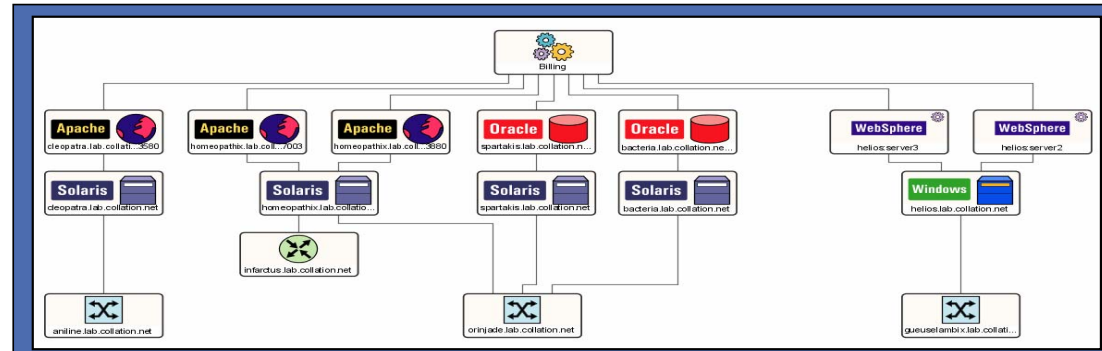 Billing
Apache
cleopatra.lab.collati...3580
Apache
homeopathix.lab.coll...7003
Apache
homeopathix.lab.coll...3880
Oracle
spartakis.lab.collation.n...
Oracle
bacteria.lab.collation.ne...
WebSphere
helios:server3
WebSphere
helios:server2
Solaris
cleopatra.lab.collation.net
Solaris
homeopathix.lab.collatio...
Solaris
spartakis.lab.collation.net
Solaris
bacteria.lab.collation.net
Windows
helios.lab.collation.net
infarctus.lab.collation.net
aniline.lab.collation.net
orinjade.lab.collation.net
gueuselambix.lab.collati...